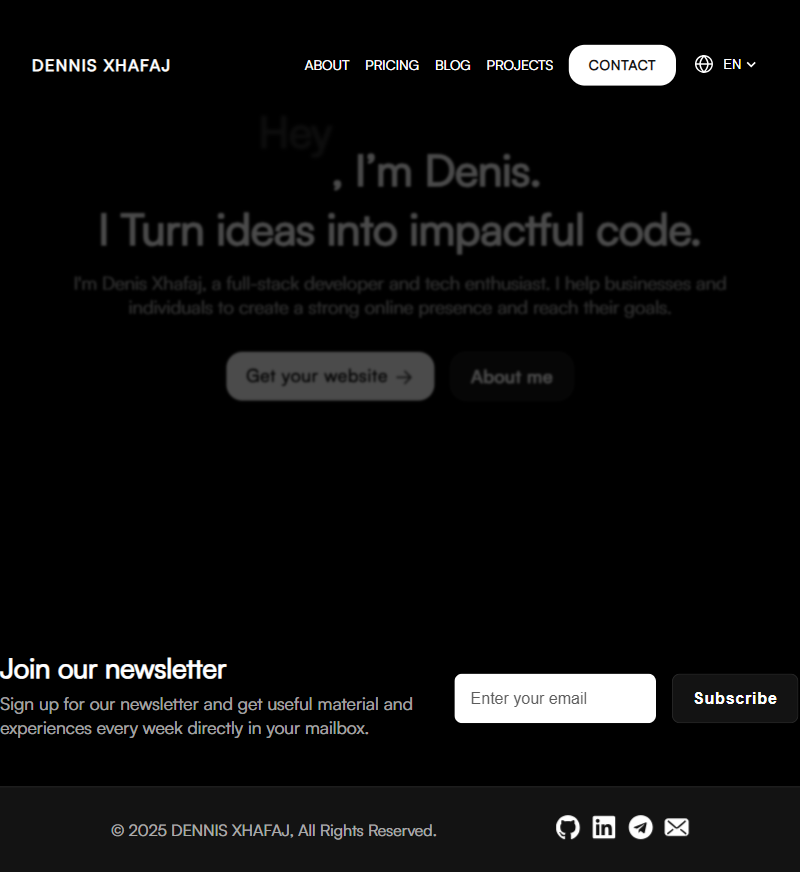 DENNIS XHAFAJ
ABOUT PRICING BLOG PROJECTS CONTACT EN
Hey
, I’m Denis.
I Turn ideas into impactful code.
I'm Denis Xhafaj, a full-stack developer and tech enthusiast. I help businesses and
individuals to create a strong online presence and reach their goals.
Get your website → About me
Join our newsletter
Sign up for our newsletter and get useful material and
experiences every week directly in your mailbox.
Enter your email Subscribe
© 2025 DENNIS XHAFAJ, All Rights Reserved.
in